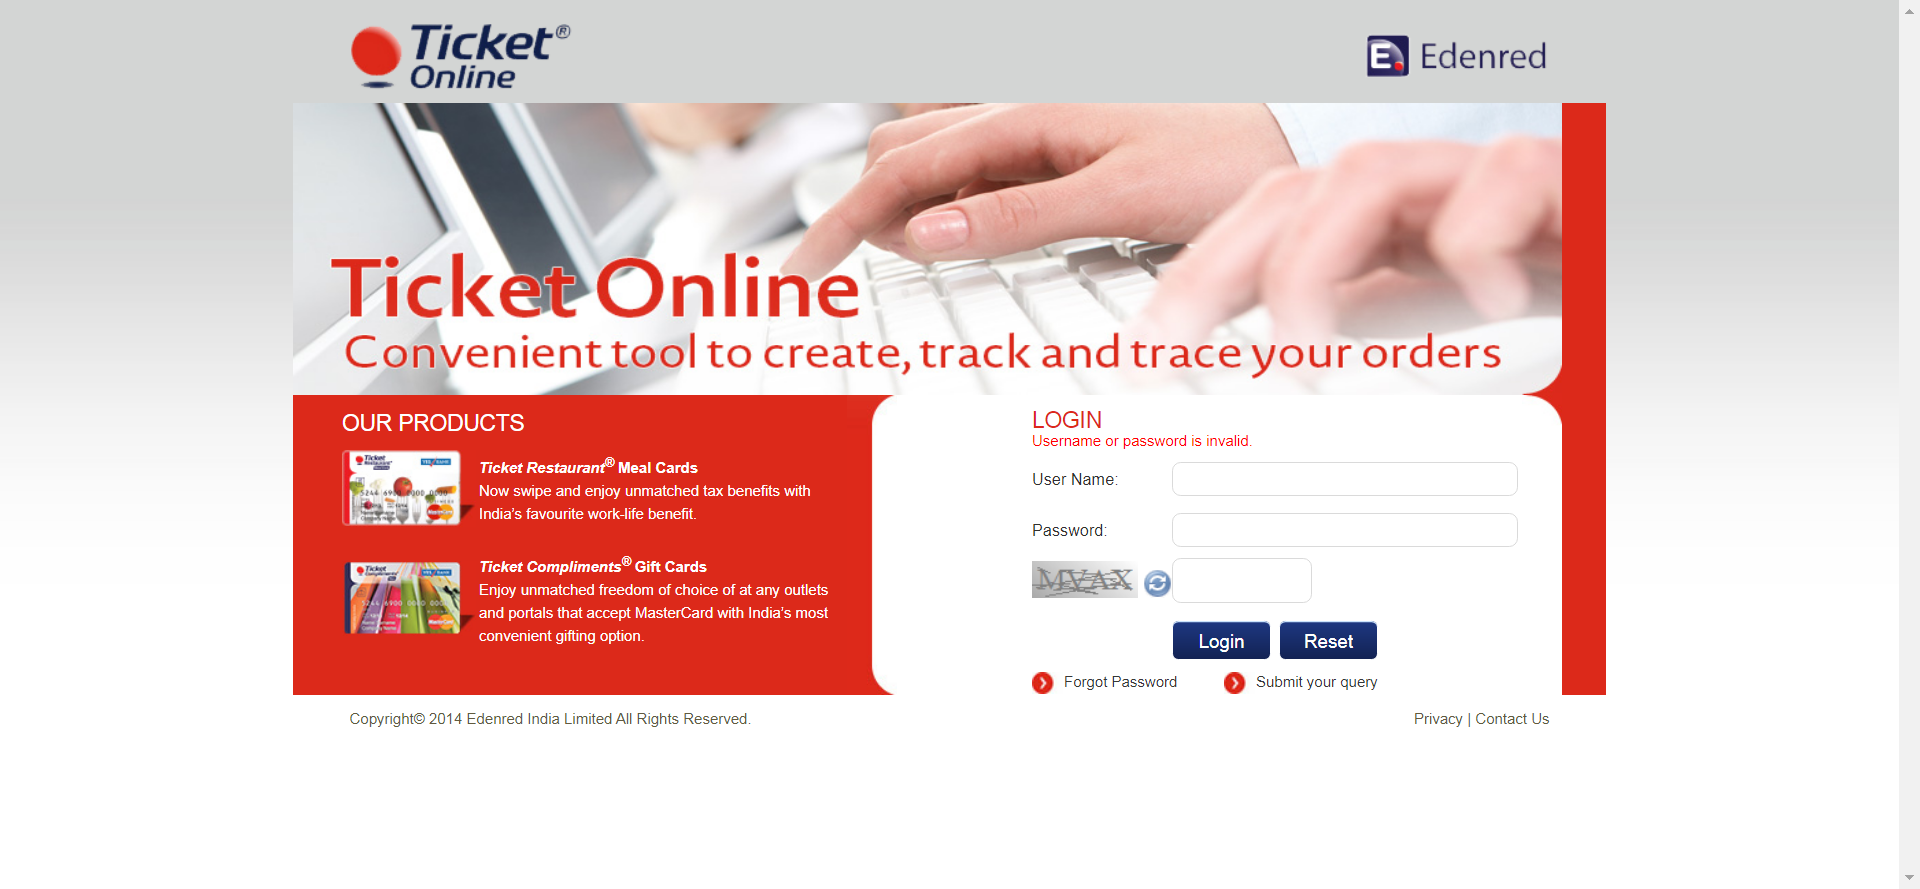 Ticket®
Online
Edenred
Ticket Online
Convenient tool to create, track and trace your orders
OUR PRODUCTS
Ticket Restaurant® Meal Cards
Now swipe and enjoy unmatched tax benefits with
India's favourite work-life benefit.
Ticket Compliments® Gift Cards
Enjoy unmatched freedom of choice of at any outlets
and portals that accept MasterCard with India's most
convenient gifting option.
LOGIN
Username or password is invalid.
User Name:
Password:
MVAX
Login
Reset
Forgot Password
Submit your query
Copyright© 2014 Edenred India Limited All Rights Reserved.
Privacy | Contact Us